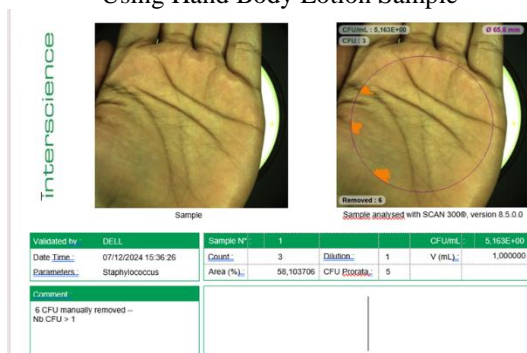 Using Hand Body Lotion Sample
interscience
CFU/mL : 5,163E+00
Ø 65,6 mm
CFU : 3
Removed : 6
Sample
Sample analysed with SCAN 300®, version 8.5.0.0
Validated by : DELL
Date Time : 07/12/2024 15:36:26
Parameters : Staphylococcus
Sample N° : 1 CFU/mL : 5,163E+00
Count : 3 Dilution : 1 V (mL) : 1,000000
Area (%) : 58,103706 CFU Prorata : 5
Comment :
6 CFU manually removed --
Nb CFU > 1